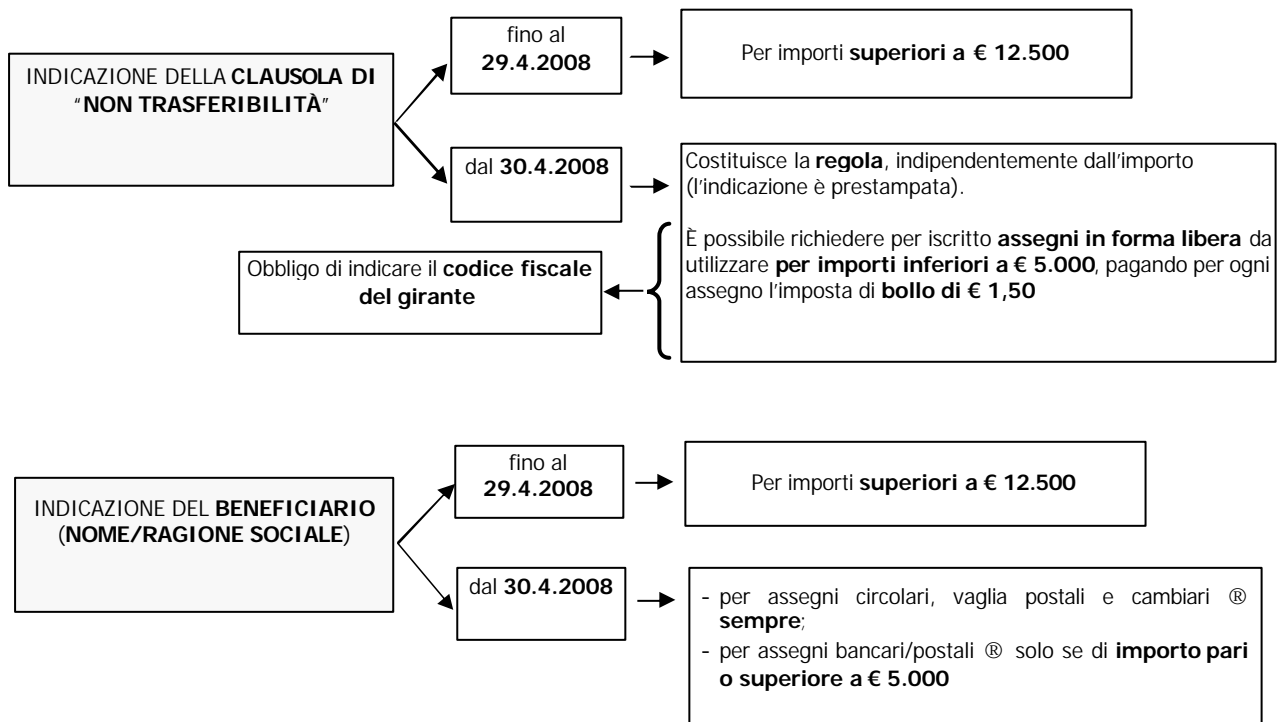 INDICAZIONE DELLA CLAUSOLA DI
“NON TRASFERIBILITÀ”
fino al
29.4.2008
Per importi superiori a € 12.500
dal 30.4.2008
Costituisce la regola, indipendentemente dall'importo
(l'indicazione è prestampata).
È possibile richiedere per iscritto assegni in forma libera da
utilizzare per importi inferiori a € 5.000, pagando per ogni
assegno l'imposta di bollo di € 1,50
Obbligo di indicare il codice fiscale
del girante
INDICAZIONE DEL BENEFICIARIO
(NOME/RAGIONE SOCIALE)
fino al
29.4.2008
Per importi superiori a € 12.500
dal 30.4.2008
- per assegni circolari, vaglia postali e cambiari ®
sempre;
- per assegni bancari/postali ® solo se di importo pari
o superiore a € 5.000